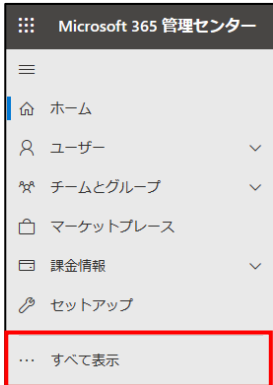 Microsoft 365 管理センター
ホーム
ユーザー
チームとグループ
マーケットプレース
課金情報
セットアップ
… すべて表示